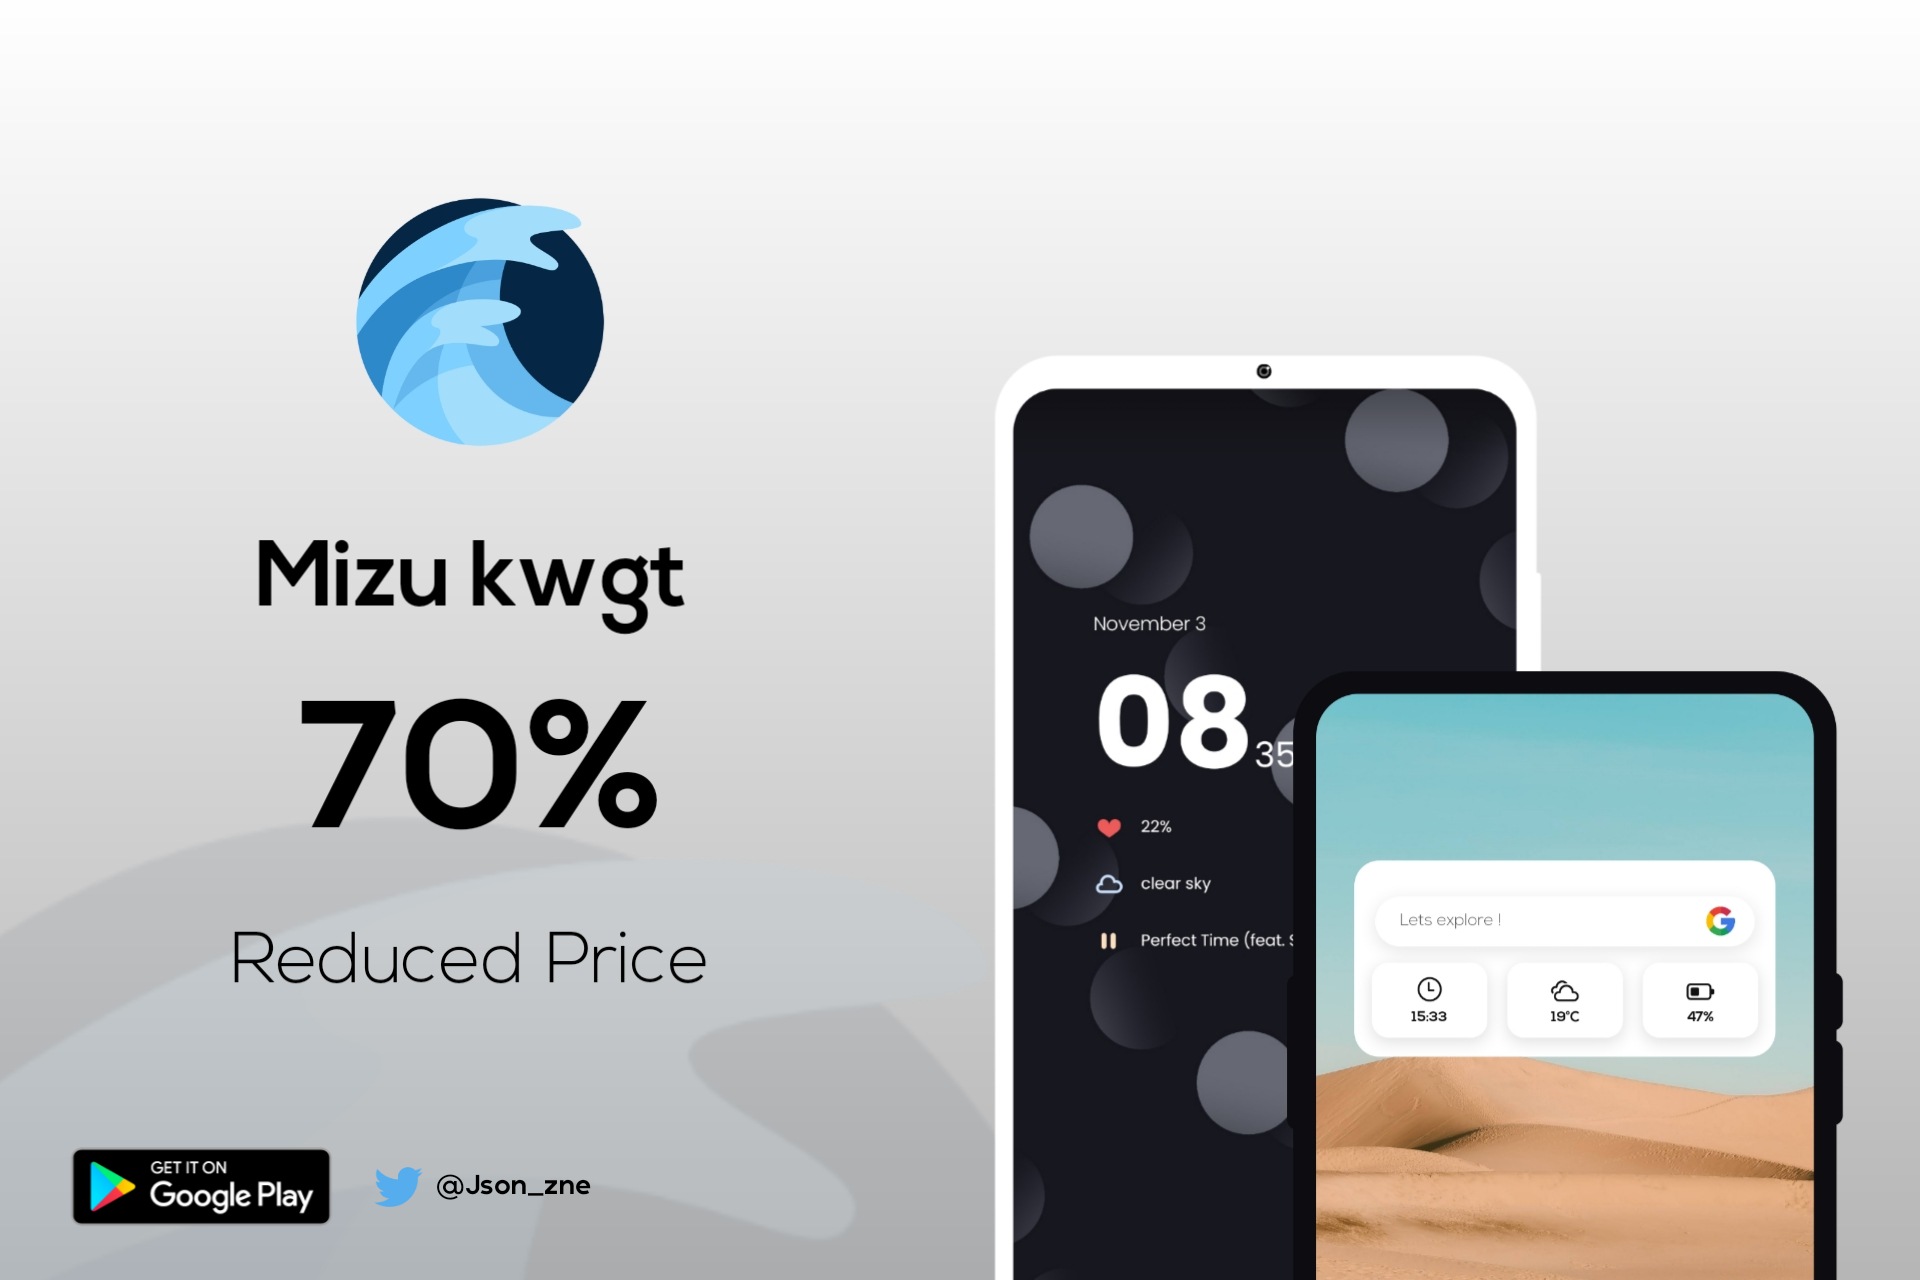 Mizu kwgt
70%
Reduced Price
GET IT ON
Google Play
@Json_zne
November 3
08
35
22%
clear sky
Perfect Time (feat.
Lets explore !
15:33
19°C
47%